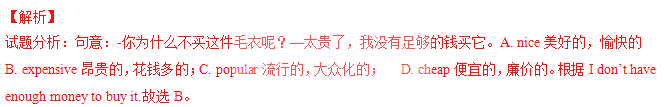 【解析】
试题分析：句意：-你为什么不买这件毛衣呢？—太贵了，我没有足够的钱买它。A. nice 美好的，愉快的
B. expensive 昂贵的，花钱多的；C. popular 流行的，大众化的； D. cheap 便宜的，廉价的。根据 I don’t have
enough money to buy it.故选 B。